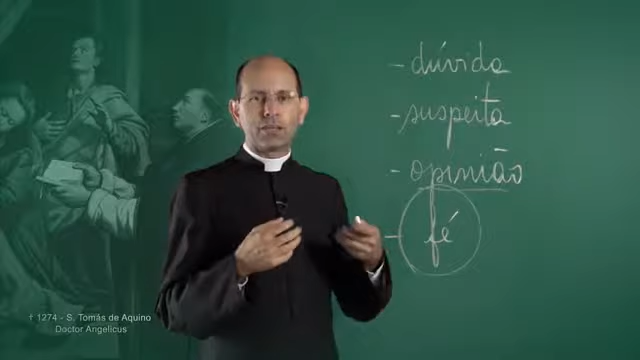 - dúvida
- suspeita
- opinião
- fé
† 1274 - S. Tomás de Aquino
Doctor Angelicus